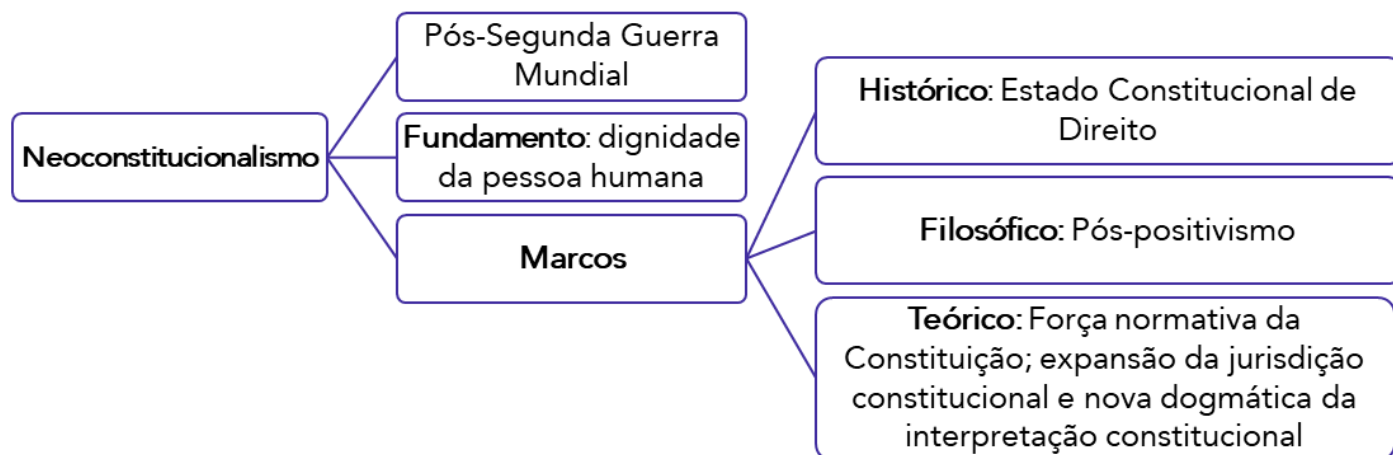 Neoconstitucionalismo
Pós-Segunda Guerra
Mundial
Fundamento: dignidade
da pessoa humana
Marcos
Histórico: Estado Constitucional de
Direito
Filosófico: Pós-positivismo
Teórico: Força normativa da
Constituição; expansão da jurisdição
constitucional e nova dogmática da
interpretação constitucional